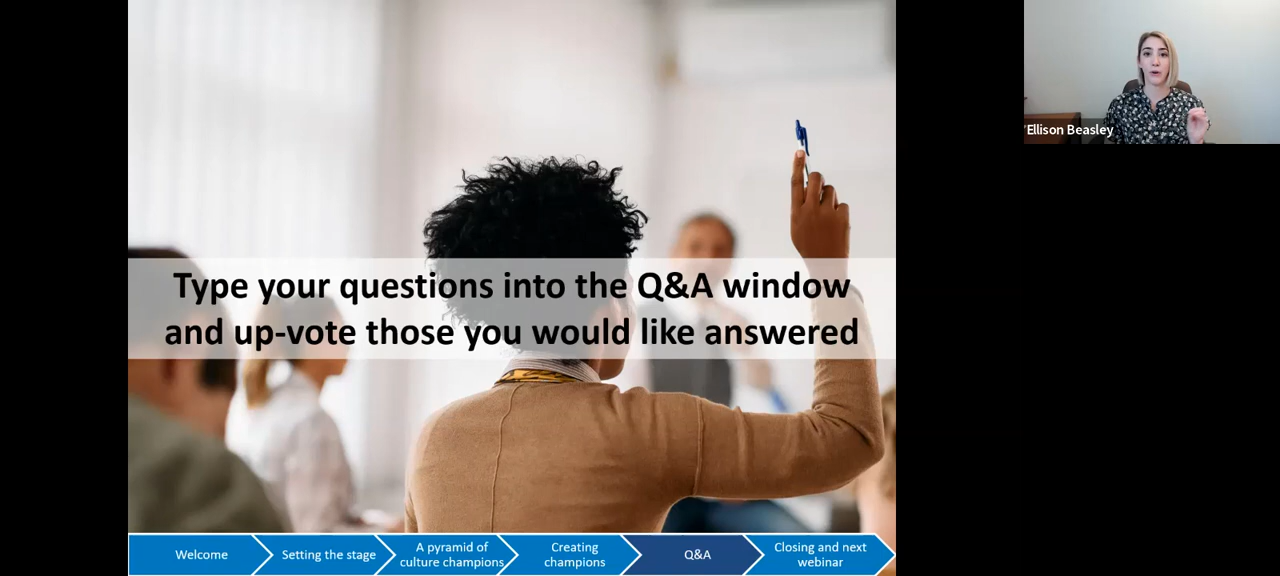 Ellison Beasley
Type your questions into the Q&A window
and up-vote those you would like answered
Welcome
Setting the stage
A pyramid of
culture champions
Creating
champions
Q&A
Closing and next
webinar